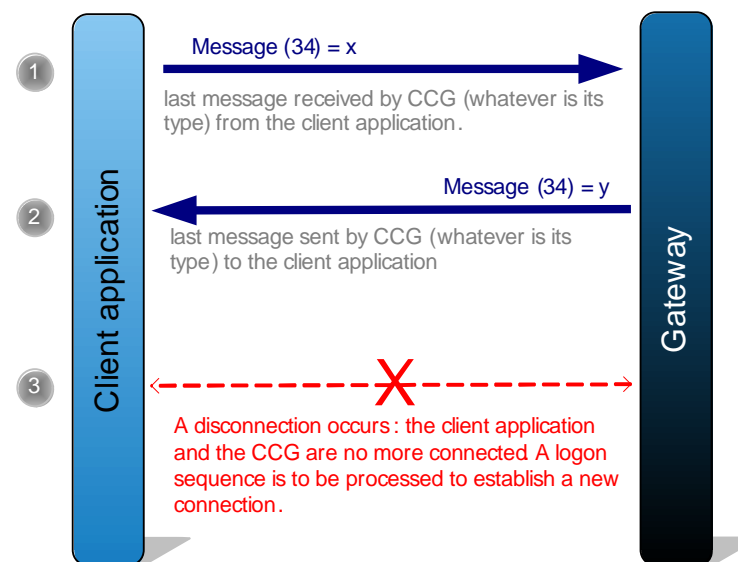 Message (34) = x
1
last message received by CCG (whatever is its
type) from the client application.
Message (34) = y
2
last message sent by CCG (whatever is its
type) to the client application
Client application
Gateway
3
X
A disconnection occurs : the client application
and the CCG are no more connected. A logon
sequence is to be processed to establish a new
connection.